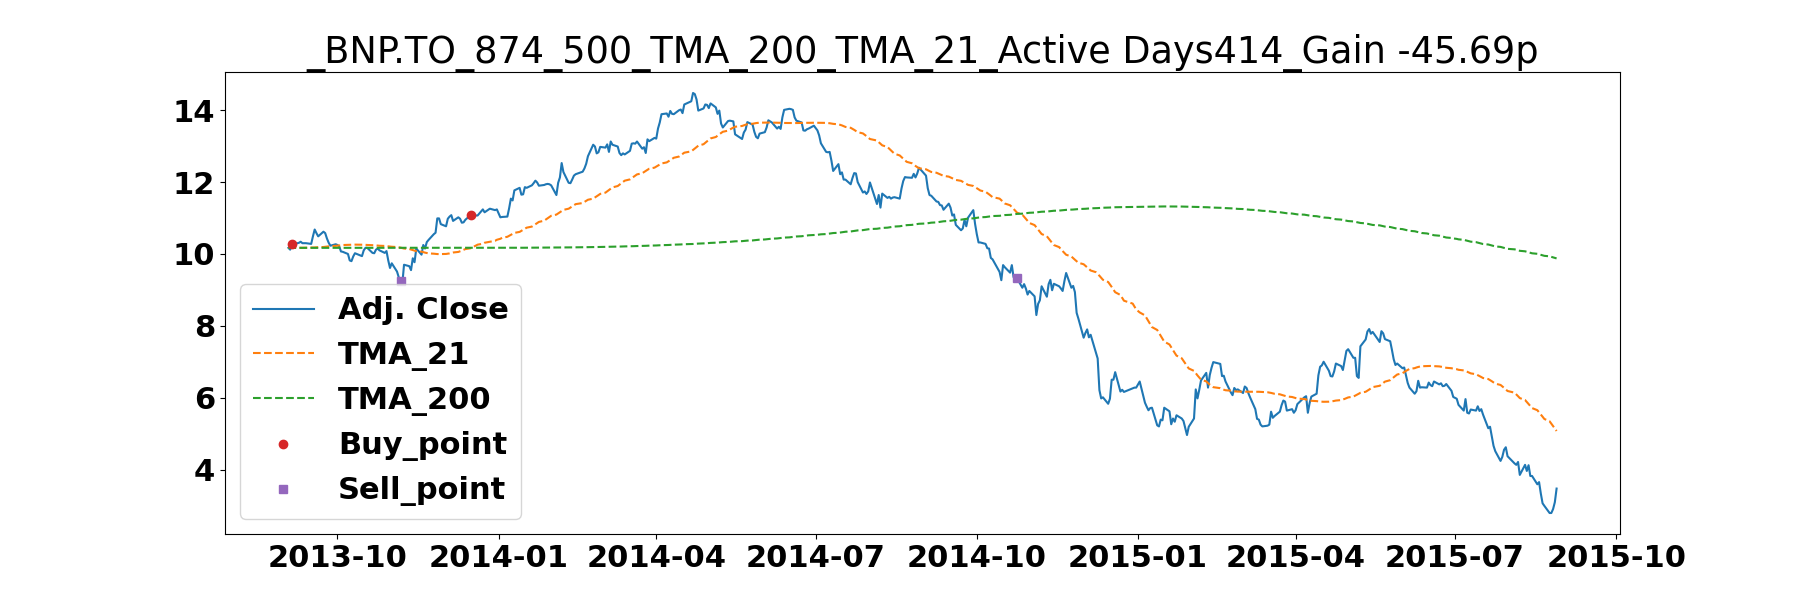 _BNP.TO_874_500_TMA_200_TMA_21_Active Days414_Gain -45.69p
14
12
10
8
6
4
Adj. Close
TMA_21
TMA_200
Buy_point
Sell_point
2013-10 2014-01 2014-04 2014-07 2014-10 2015-01 2015-04 2015-07 2015-10